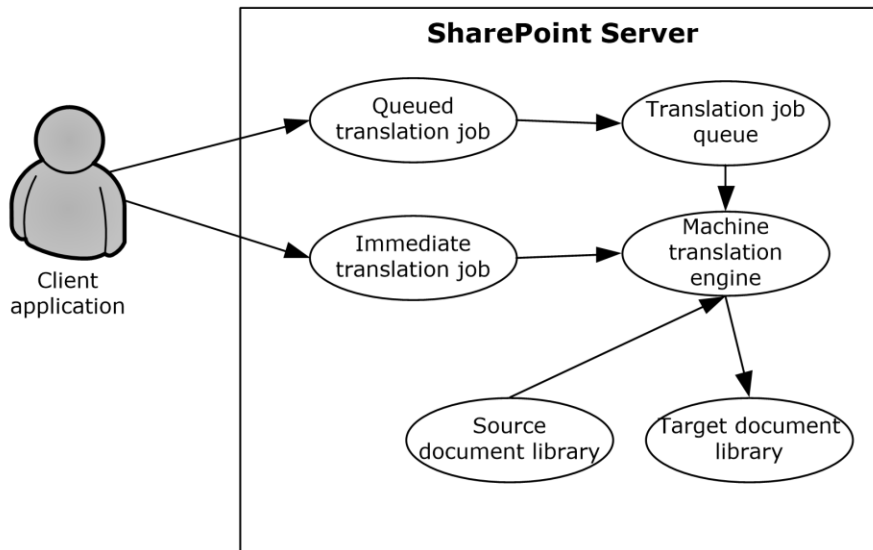 SharePoint Server
Queued
translation job
Translation job
queue
Client
application
Immediate
translation job
Machine
translation
engine
Source
document library
Target document
library